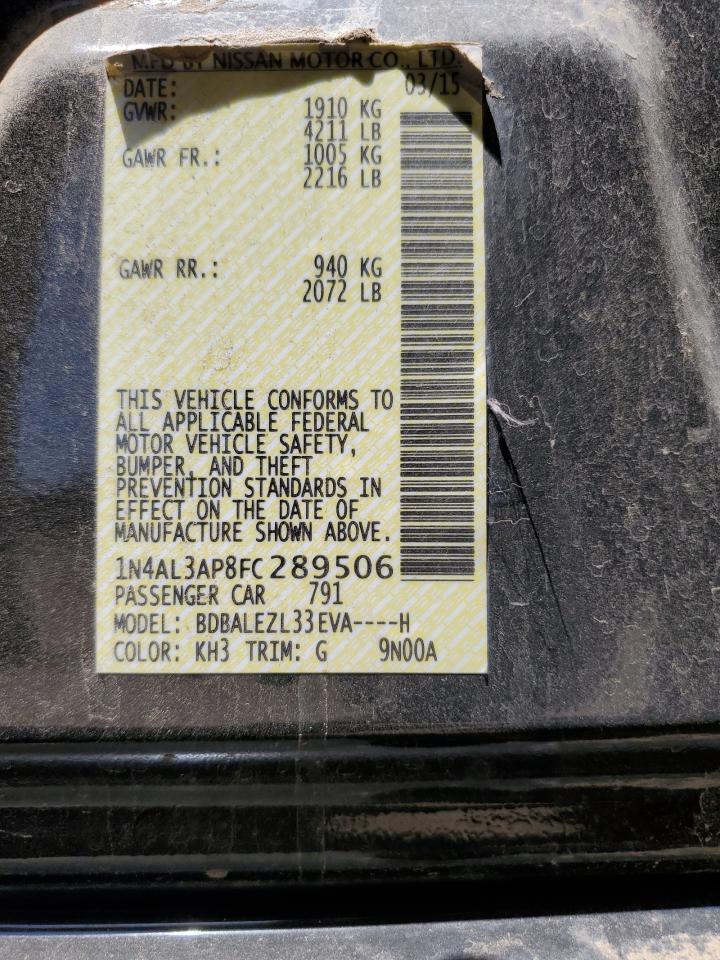 MFD BY NISSAN MOTOR CO., LTD.
DATE: 03/15
GVWR: 1910 KG
4211 LB
GAWR FR.: 1005 KG
2216 LB
GAWR RR.: 940 KG
2072 LB
THIS VEHICLE CONFORMS TO
ALL APPLICABLE FEDERAL
MOTOR VEHICLE SAFETY,
BUMPER, AND THEFT
PREVENTION STANDARDS IN
EFFECT ON THE DATE OF
MANUFACTURE SHOWN ABOVE.
1N4AL3AP8FC289506
PASSENGER CAR 791
MODEL: BDBALEZL33EVA----H
COLOR: KH3 TRIM: G 9N00A